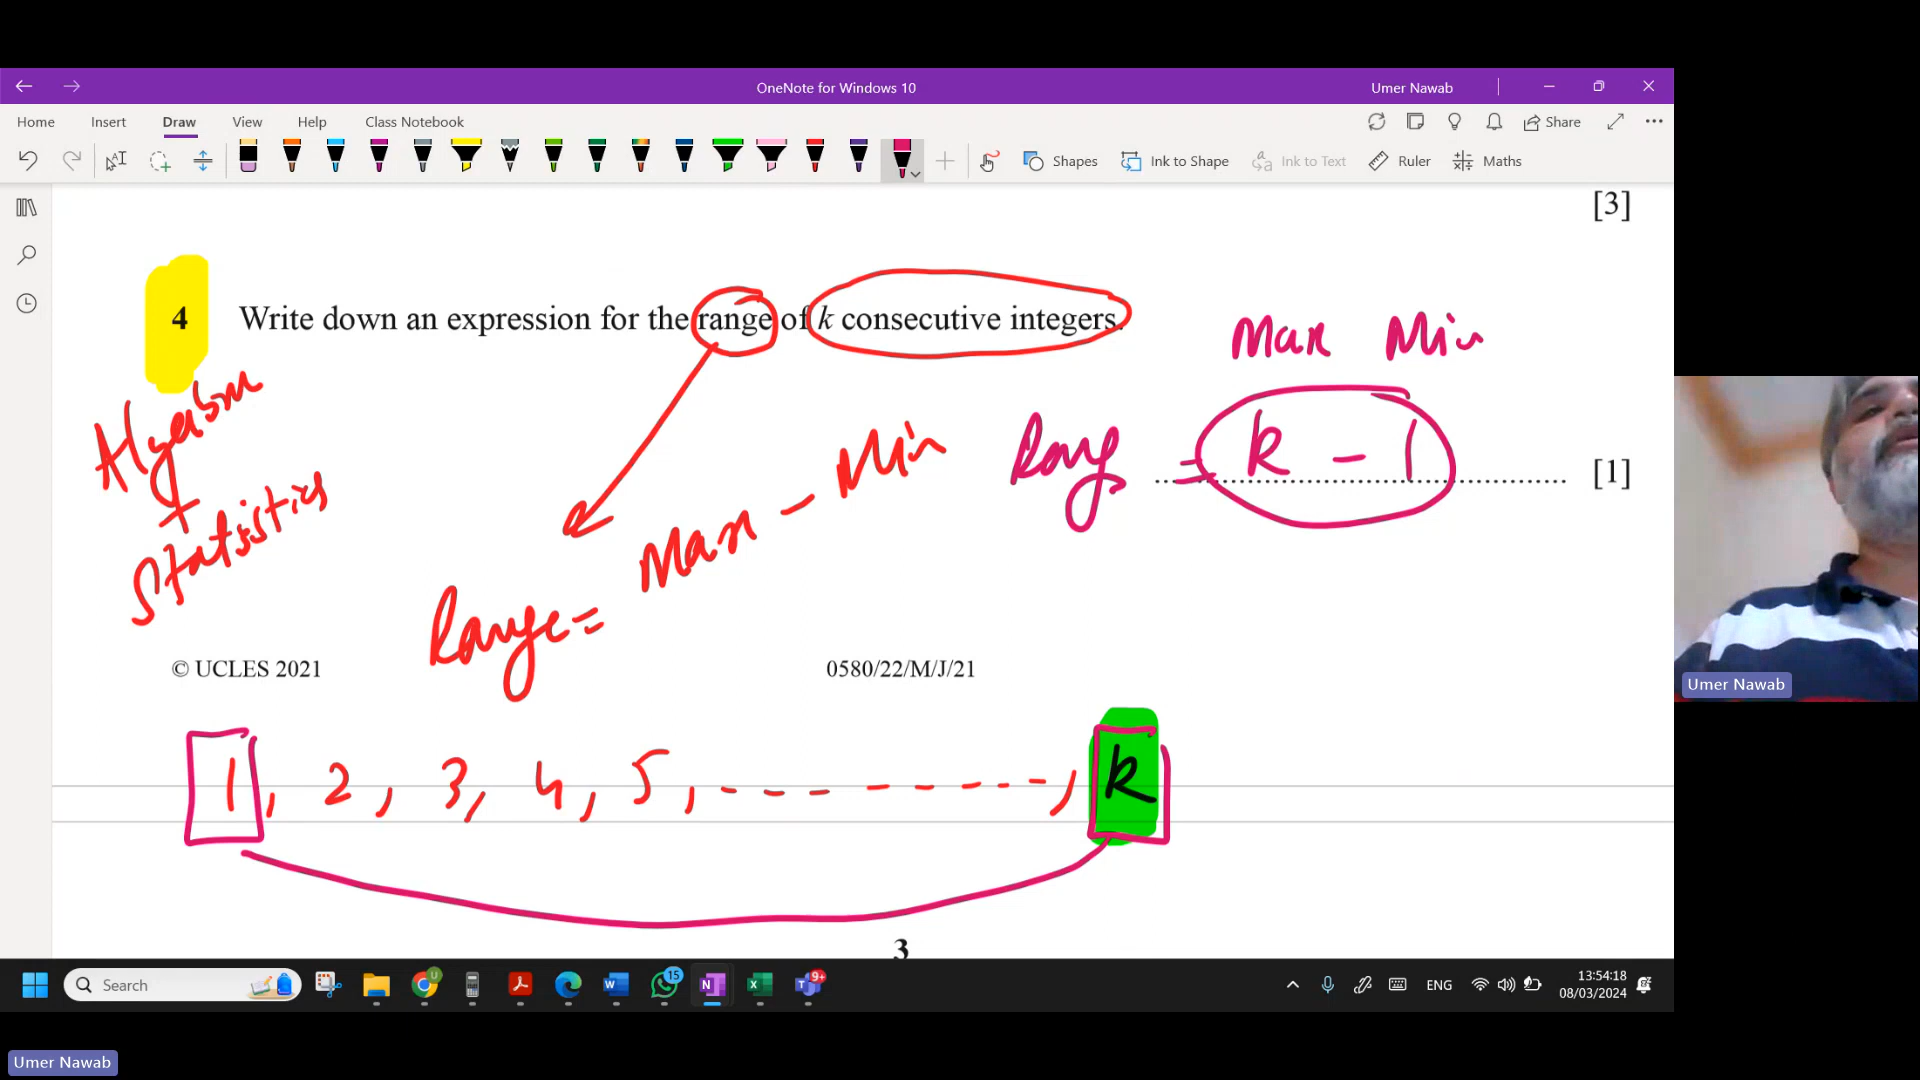 OneNote for Windows 10
Umer Nawab
Home Insert Draw View Help Class Notebook
Share
Shapes Ink to Shape Ink to Text Ruler Maths
[3]
4 Write down an expression for the range of k consecutive integers.
Max Min
Algebra
+
Statistics
Range = Max - Min
Rang = k - 1 [1]
© UCLES 2021 0580/22/M/J/21
1, 2, 3, 4, 5, - - - - - - - - -, k
3
Umer Nawab
Search
U
15
9+
ENG
13:54:18
08/03/2024
Umer Nawab